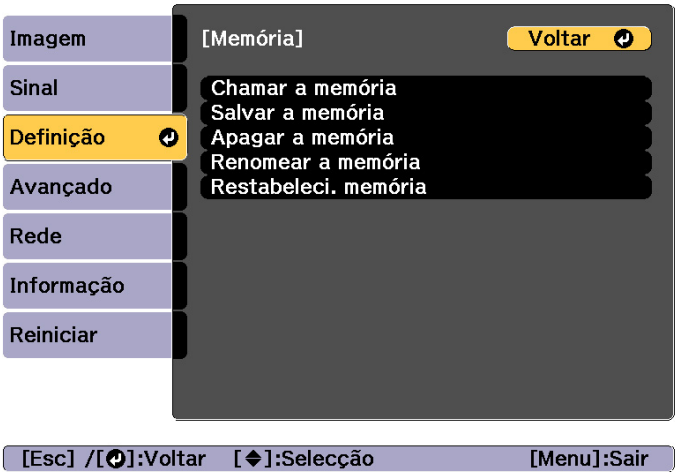 Imagem
Sinal
Definição
Avançado
Rede
Informação
Reiniciar
[Memória]
Voltar
Chamar a memória
Salvar a memória
Apagar a memória
Renomear a memória
Restabeleci. memória
[Esc] /[↵]:Voltar [◆]:Selecção [Menu]:Sair